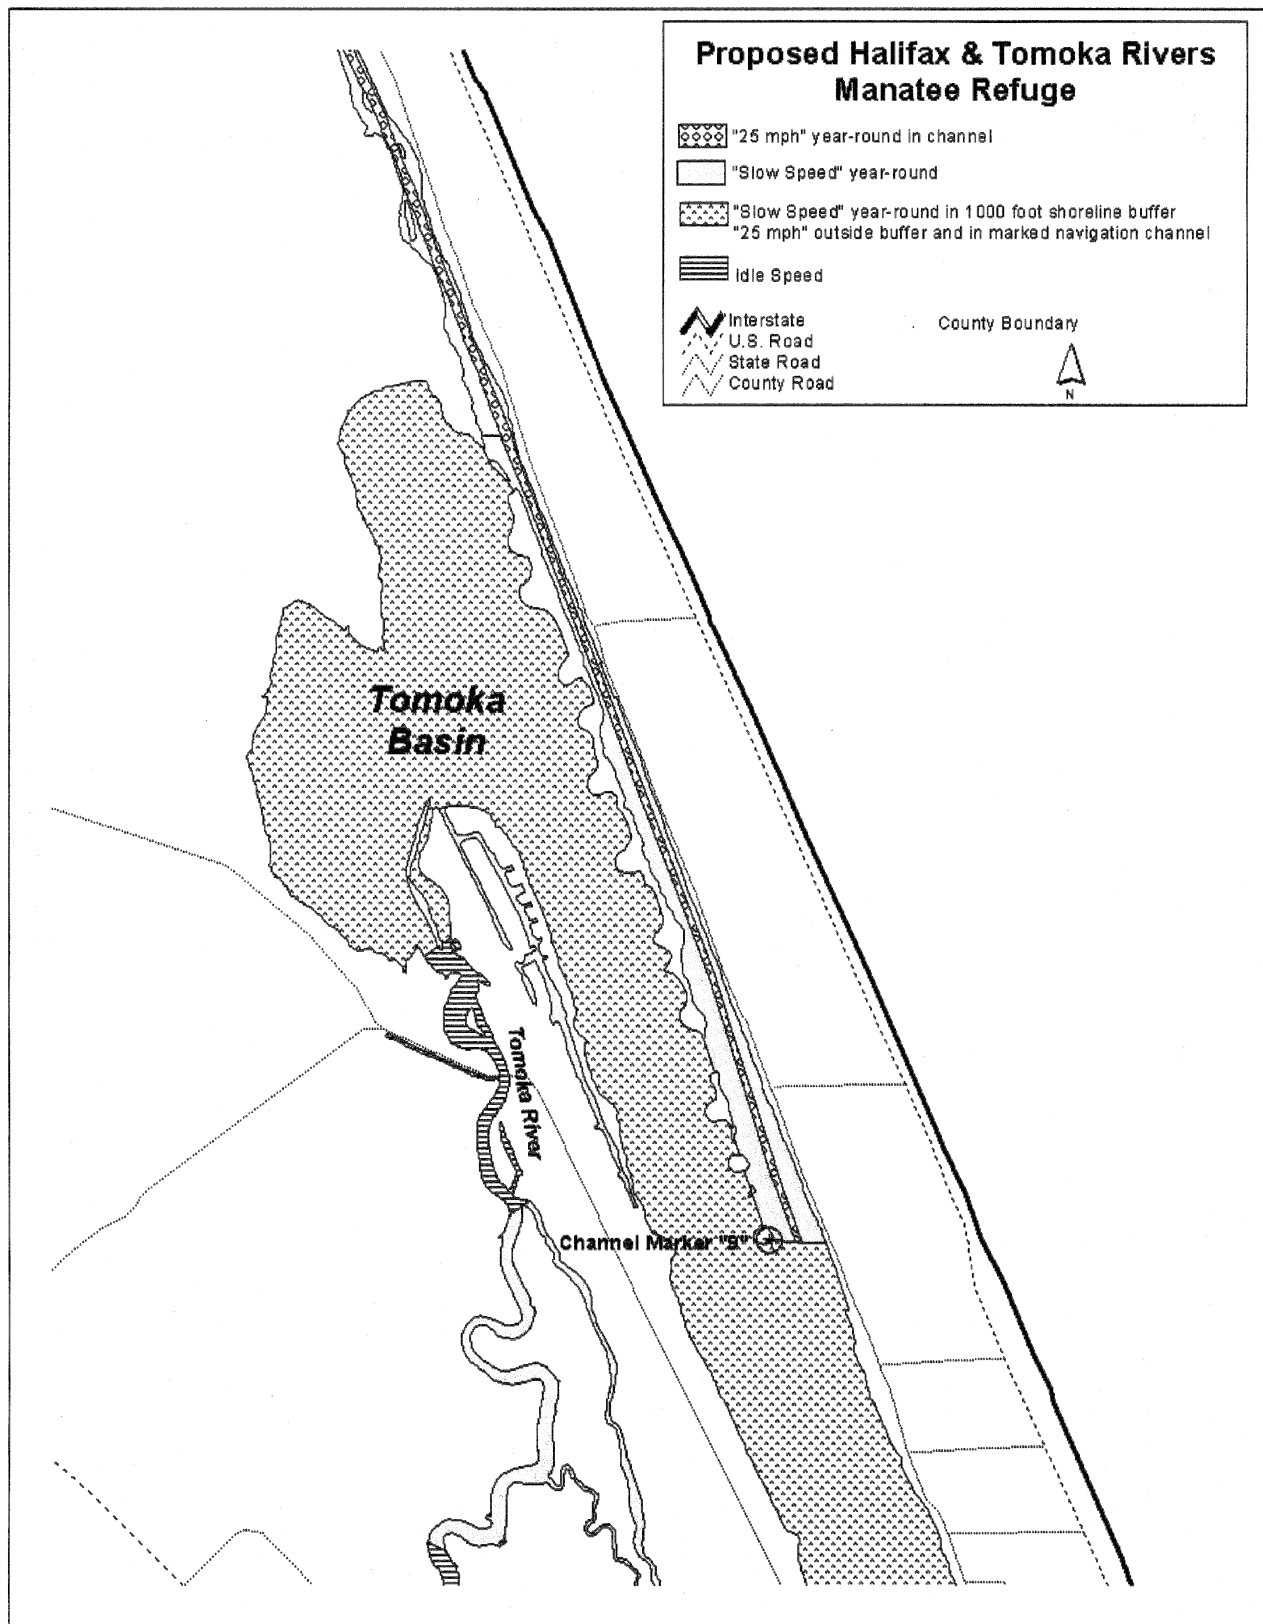 Proposed Halifax & Tomoka Rivers
Manatee Refuge
"25 mph" year-round in channel
"Slow Speed" year-round
"Slow Speed" year-round in 1000 foot shoreline buffer
"25 mph" outside buffer and in marked navigation channel
Idle Speed
Interstate
U.S. Road
State Road
County Road
County Boundary
N
Tomoka
Basin
Tomoka River
Channel Marker "9"